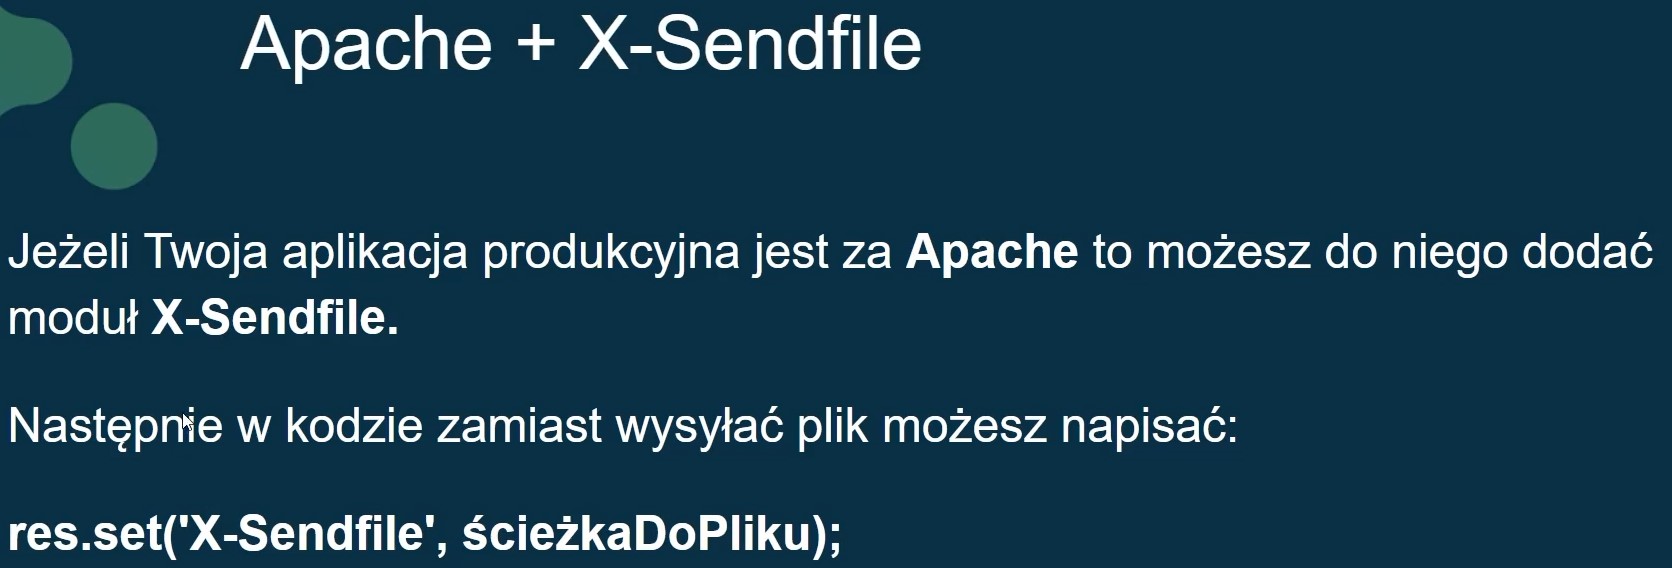 Apache + X-Sendfile
Jeżeli Twoja aplikacja produkcyjna jest za Apache to możesz do niego dodać
moduł X-Sendfile.
Następnie w kodzie zamiast wysyłać plik możesz napisać:
res.set('X-Sendfile', ścieżkaDoPliku);